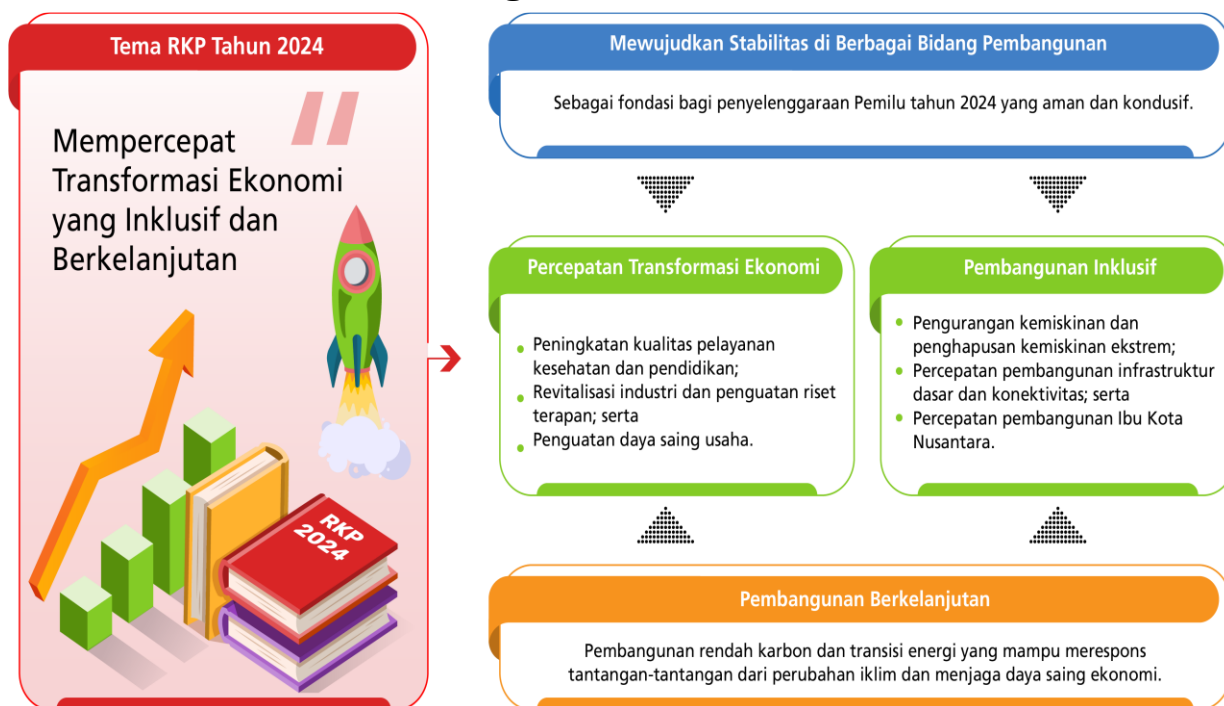 Tema RKP Tahun 2024
Mempercepat
Transformasi Ekonomi
yang Inklusif dan
Berkelanjutan
RKP
2024
Mewujudkan Stabilitas di Berbagai Bidang Pembangunan
Sebagai fondasi bagi penyelenggaraan Pemilu tahun 2024 yang aman dan kondusif.
Percepatan Transformasi Ekonomi
• Peningkatan kualitas pelayanan
kesehatan dan pendidikan;
• Revitalisasi industri dan penguatan riset
terapan; serta
• Penguatan daya saing usaha.
Pembangunan Inklusif
• Pengurangan kemiskinan dan
penghapusan kemiskinan ekstrem;
• Percepatan pembangunan infrastruktur
dasar dan konektivitas; serta
• Percepatan pembangunan Ibu Kota
Nusantara.
Pembangunan Berkelanjutan
Pembangunan rendah karbon dan transisi energi yang mampu merespons
tantangan-tantangan dari perubahan iklim dan menjaga daya saing ekonomi.